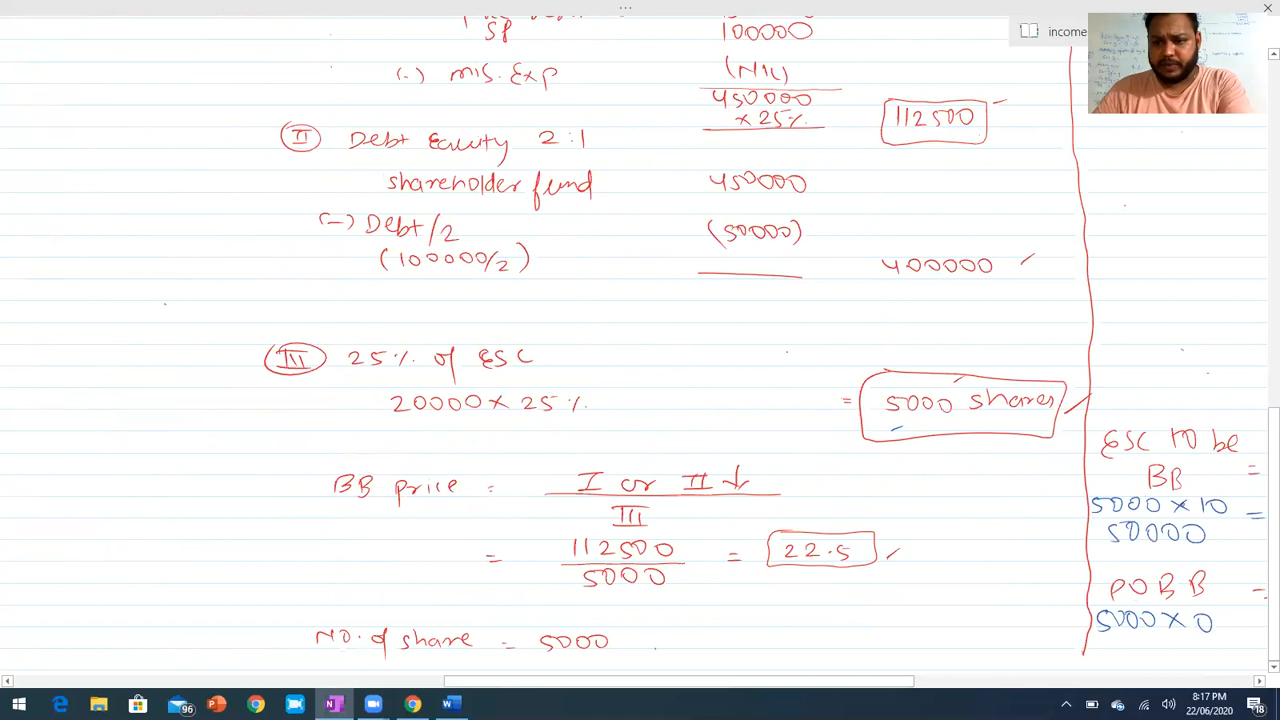 income
SP 100000
(-) mis. Exp (NIL)
450000
x 25%. 112500
II Debt Equity 2:1
shareholder fund 450000
(-) Debt/2 (50000)
(100000/2) 400000
III 25%. of ESC
20000 x 25%. = 5000 shares
BB price = I or II ↓
III
= 112500 = 22.5
5000
No. of share = 5000
ESC to be
BB =
5000 x 10 =
50000
POBB =
5000 x 0
96
8:17 PM
22/06/2020
18